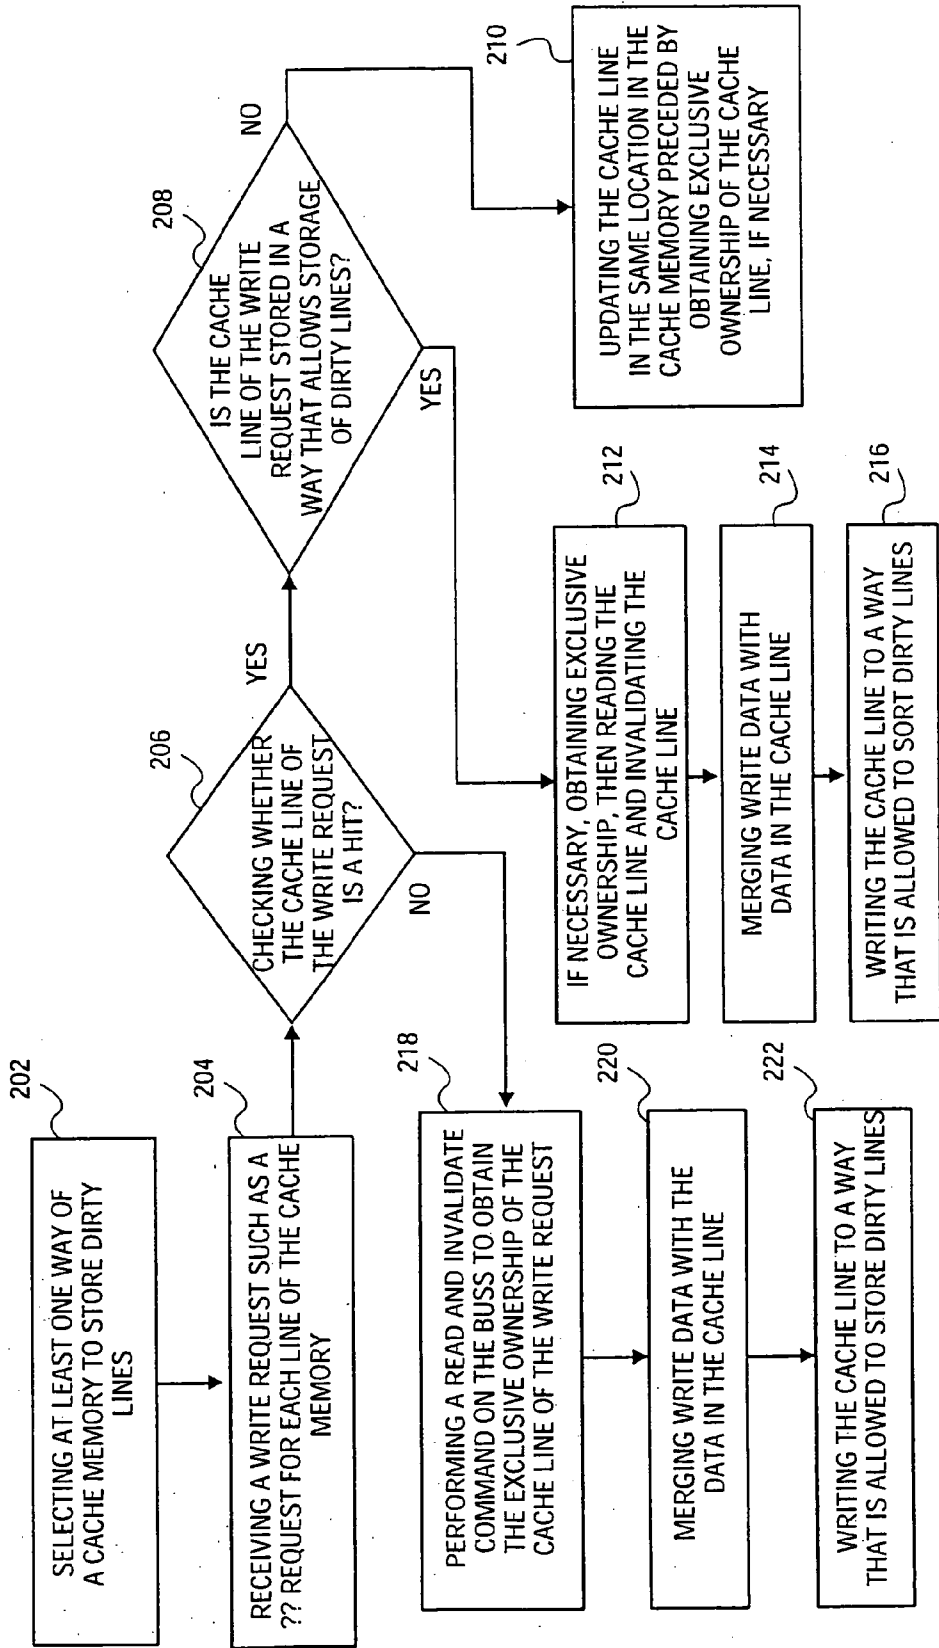 202
SELECTING AT LEAST ONE WAY OF
A CACHE MEMORY TO STORE DIRTY
LINES
204
RECEIVING A WRITE REQUEST SUCH AS A
?? REQUEST FOR EACH LINE OF THE CACHE
MEMORY
206
CHECKING WHETHER
THE CACHE LINE OF
THE WRITE REQUEST
IS A HIT?
YES
NO
208
IS THE CACHE
LINE OF THE WRITE
REQUEST STORED IN A
WAY THAT ALLOWS STORAGE
OF DIRTY LINES?
NO
YES
210
UPDATING THE CACHE LINE
IN THE SAME LOCATION IN THE
CACHE MEMORY PRECEDED BY
OBTAINING EXCLUSIVE
OWNERSHIP OF THE CACHE
LINE, IF NECESSARY
212
IF NECESSARY, OBTAINING EXCLUSIVE
OWNERSHIP, THEN READING THE
CACHE LINE AND INVALIDATING THE
CACHE LINE
214
MERGING WRITE DATA WITH
DATA IN THE CACHE LINE
216
WRITING THE CACHE LINE TO A WAY
THAT IS ALLOWED TO SORT DIRTY LINES
218
PERFORMING A READ AND INVALIDATE
COMMAND ON THE BUSS TO OBTAIN
THE EXCLUSIVE OWNERSHIP OF THE
CACHE LINE OF THE WRITE REQUEST
220
MERGING WRITE DATA WITH THE
DATA IN THE CACHE LINE
222
WRITING THE CACHE LINE TO A WAY
THAT IS ALLOWED TO STORE DIRTY LINES